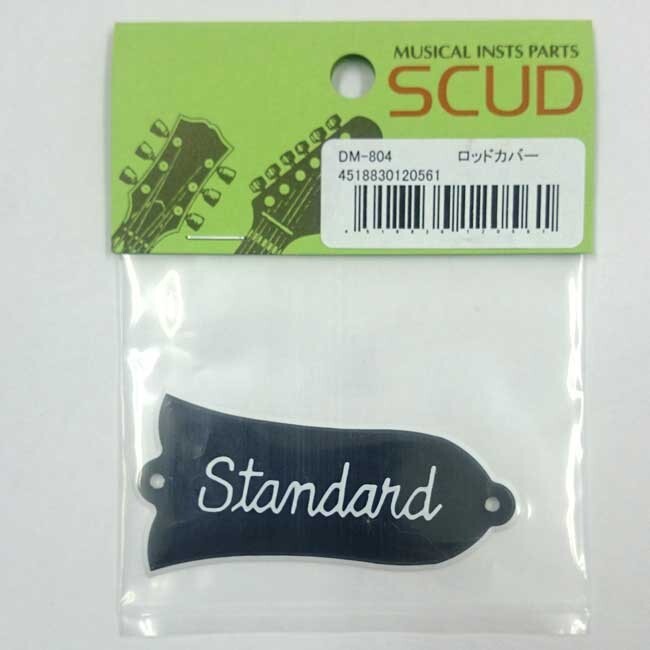 MUSICAL INSTS PARTS
SCUD
DM-804 ロッドカバー
4518830120561
Standard